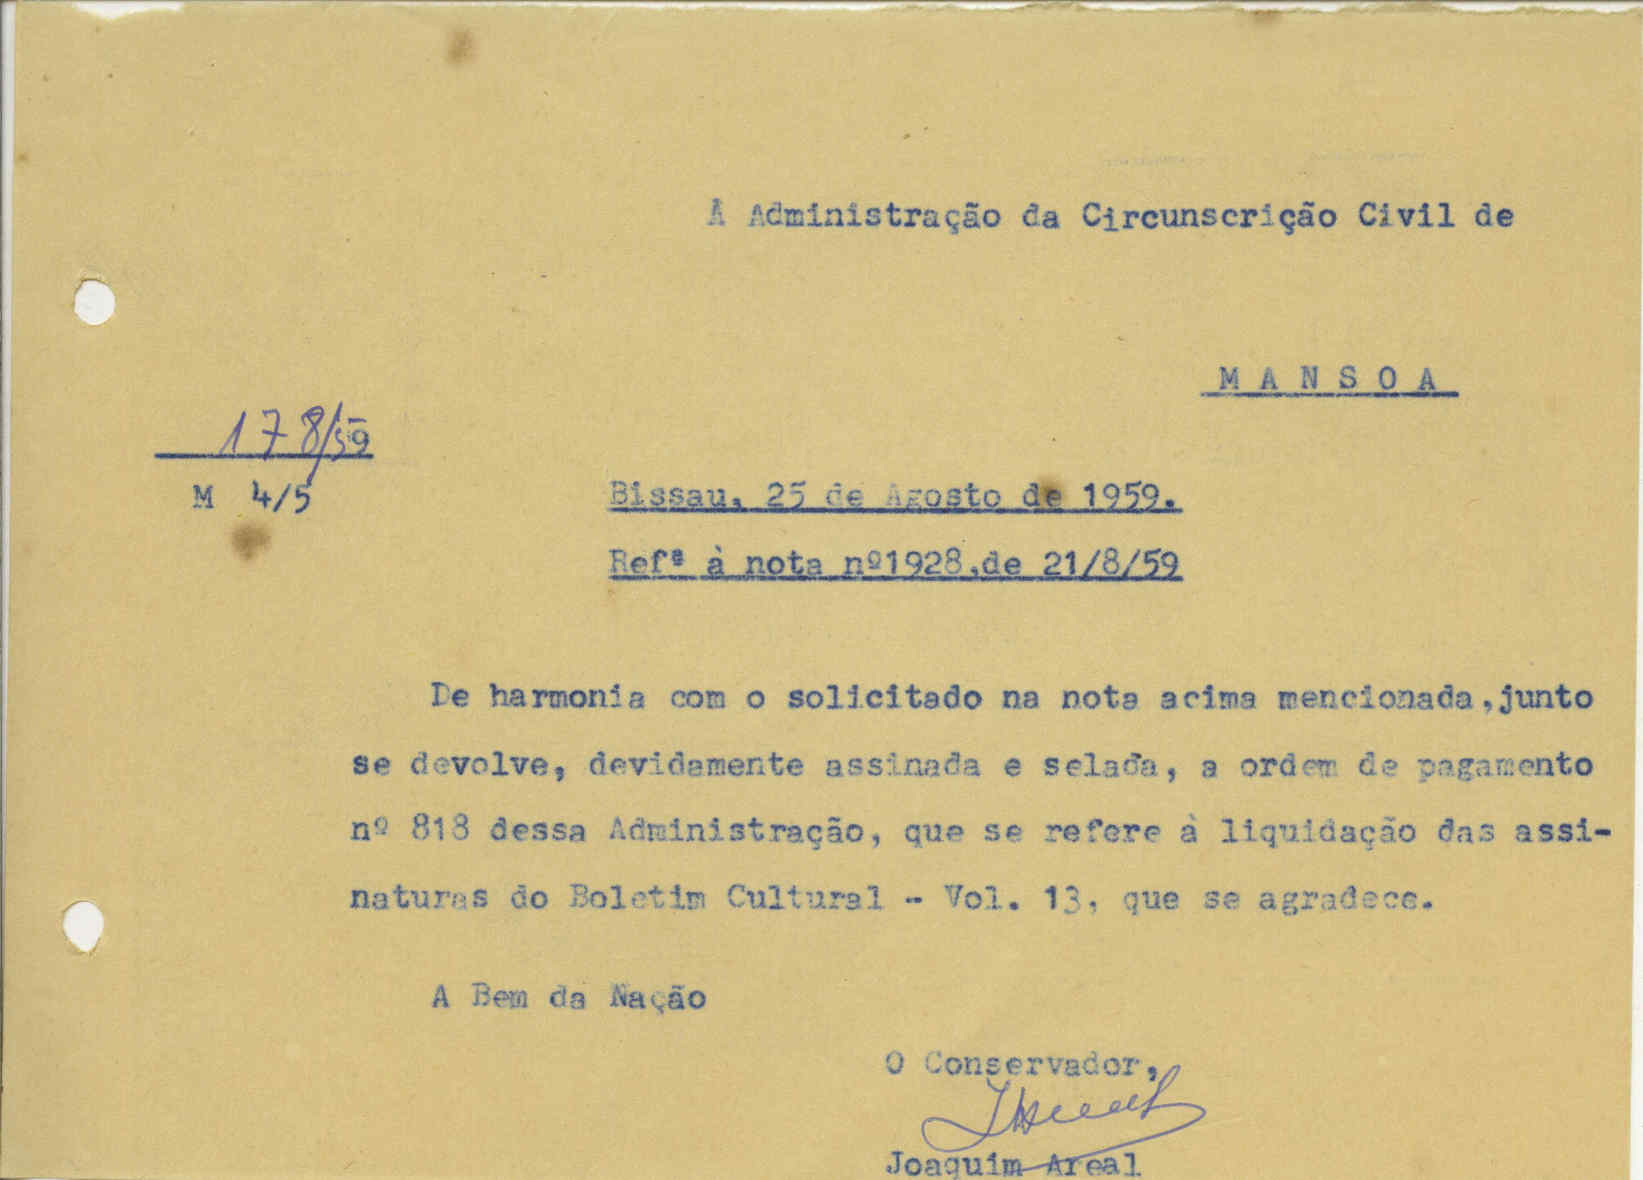 À Administração da Circunscrição Civil de
M A N S O A
178/59
M 4/5
Bissau, 25 de Agosto de 1959.
Refª à nota nº1928,de 21/8/59
De harmonia com o solicitado na nota acima mencionada,junto
se devolve, devidamente assinada e selada, a ordem de pagamento
nº 818 dessa Administração, que se refere à liquidação das assi-
naturas do Boletim Cultural - Vol. 13, que se agradece.
A Bem da Nação
O Conservador,
JAreal
Joaquim Areal